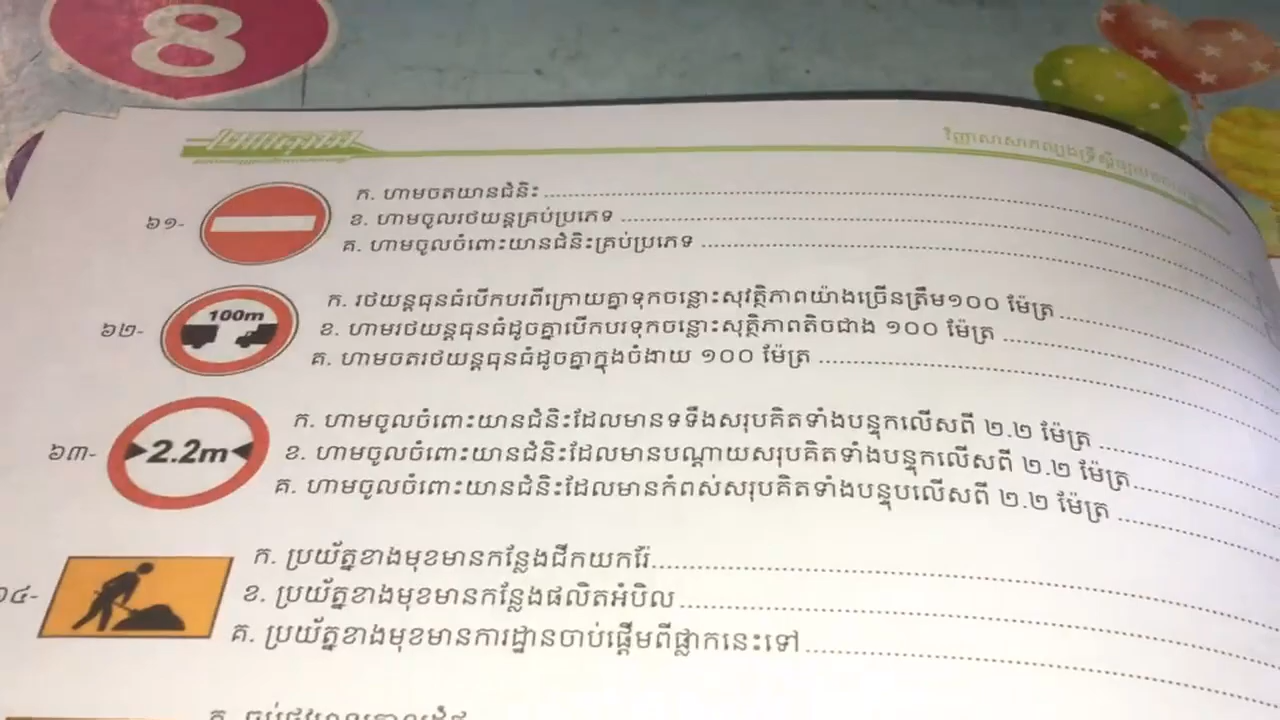 8
៦១-
ក. ហាមចតយានជំនិះ
ខ. ហាមចូលរថយន្តគ្រប់ប្រភេទ
គ. ហាមចូលចំពោះយានជំនិះគ្រប់ប្រភេទ
៦២-
100m
ក. រថយន្តធុនធំបើកបរពីក្រោយគ្នាទុកចន្លោះសុវត្ថិភាពយ៉ាងច្រើនត្រឹម១០០ ម៉ែត្រ
ខ. ហាមរថយន្តធុនធំដូចគ្នាបើកបរទុកចន្លោះសុត្ថិភាពតិចជាង ១០០ ម៉ែត្រ
គ. ហាមចតរថយន្តធុនធំដូចគ្នាក្នុងចំងាយ ១០០ ម៉ែត្រ
៦៣-
2.2m
ក. ហាមចូលចំពោះយានជំនិះដែលមានទទឹងសរុបគិតទាំងបន្ទុកលើសពី ២.២ ម៉ែត្រ
ខ. ហាមចូលចំពោះយានជំនិះដែលមានបណ្តាយសរុបគិតទាំងបន្ទុកលើសពី ២.២ ម៉ែត្រ
គ. ហាមចូលចំពោះយានជំនិះដែលមានកំពស់សរុបគិតទាំងបន្ទុបលើសពី ២.២ ម៉ែត្រ
៦៤-
ក. ប្រយ័ត្នខាងមុខមានកន្លែងជីកយករ៉ែ
ខ. ប្រយ័ត្នខាងមុខមានកន្លែងផលិតអំបិល
គ. ប្រយ័ត្នខាងមុខមានការដ្ឋានចាប់ផ្តើមពីផ្លាកនេះទៅ